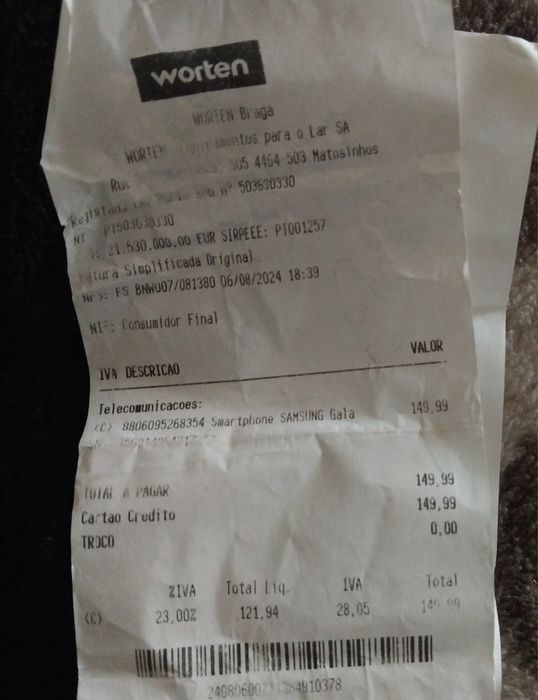 worten
WORTEN Braga
WORTEN para o Lar SA
505 4464-503 Matosinhos
nº 503630330
PT503630330
21.530.000,00 EUR SIRPEEE: PT001257
Simplificada Original
FS BNWU07/081380 06/08/2024 18:39
NIF: Consumidor Final
IVA DESCRICAO VALOR
Telecomunicacoes:
(C) 8806095268354 Smartphone SAMSUNG Gala 149,99
TOTAL A PAGAR 149,99
Cartao Credito 149,99
TROCO 0,00
%IVA Total Liq. IVA Total
(C) 23,00% 121,94 28,05 149,99